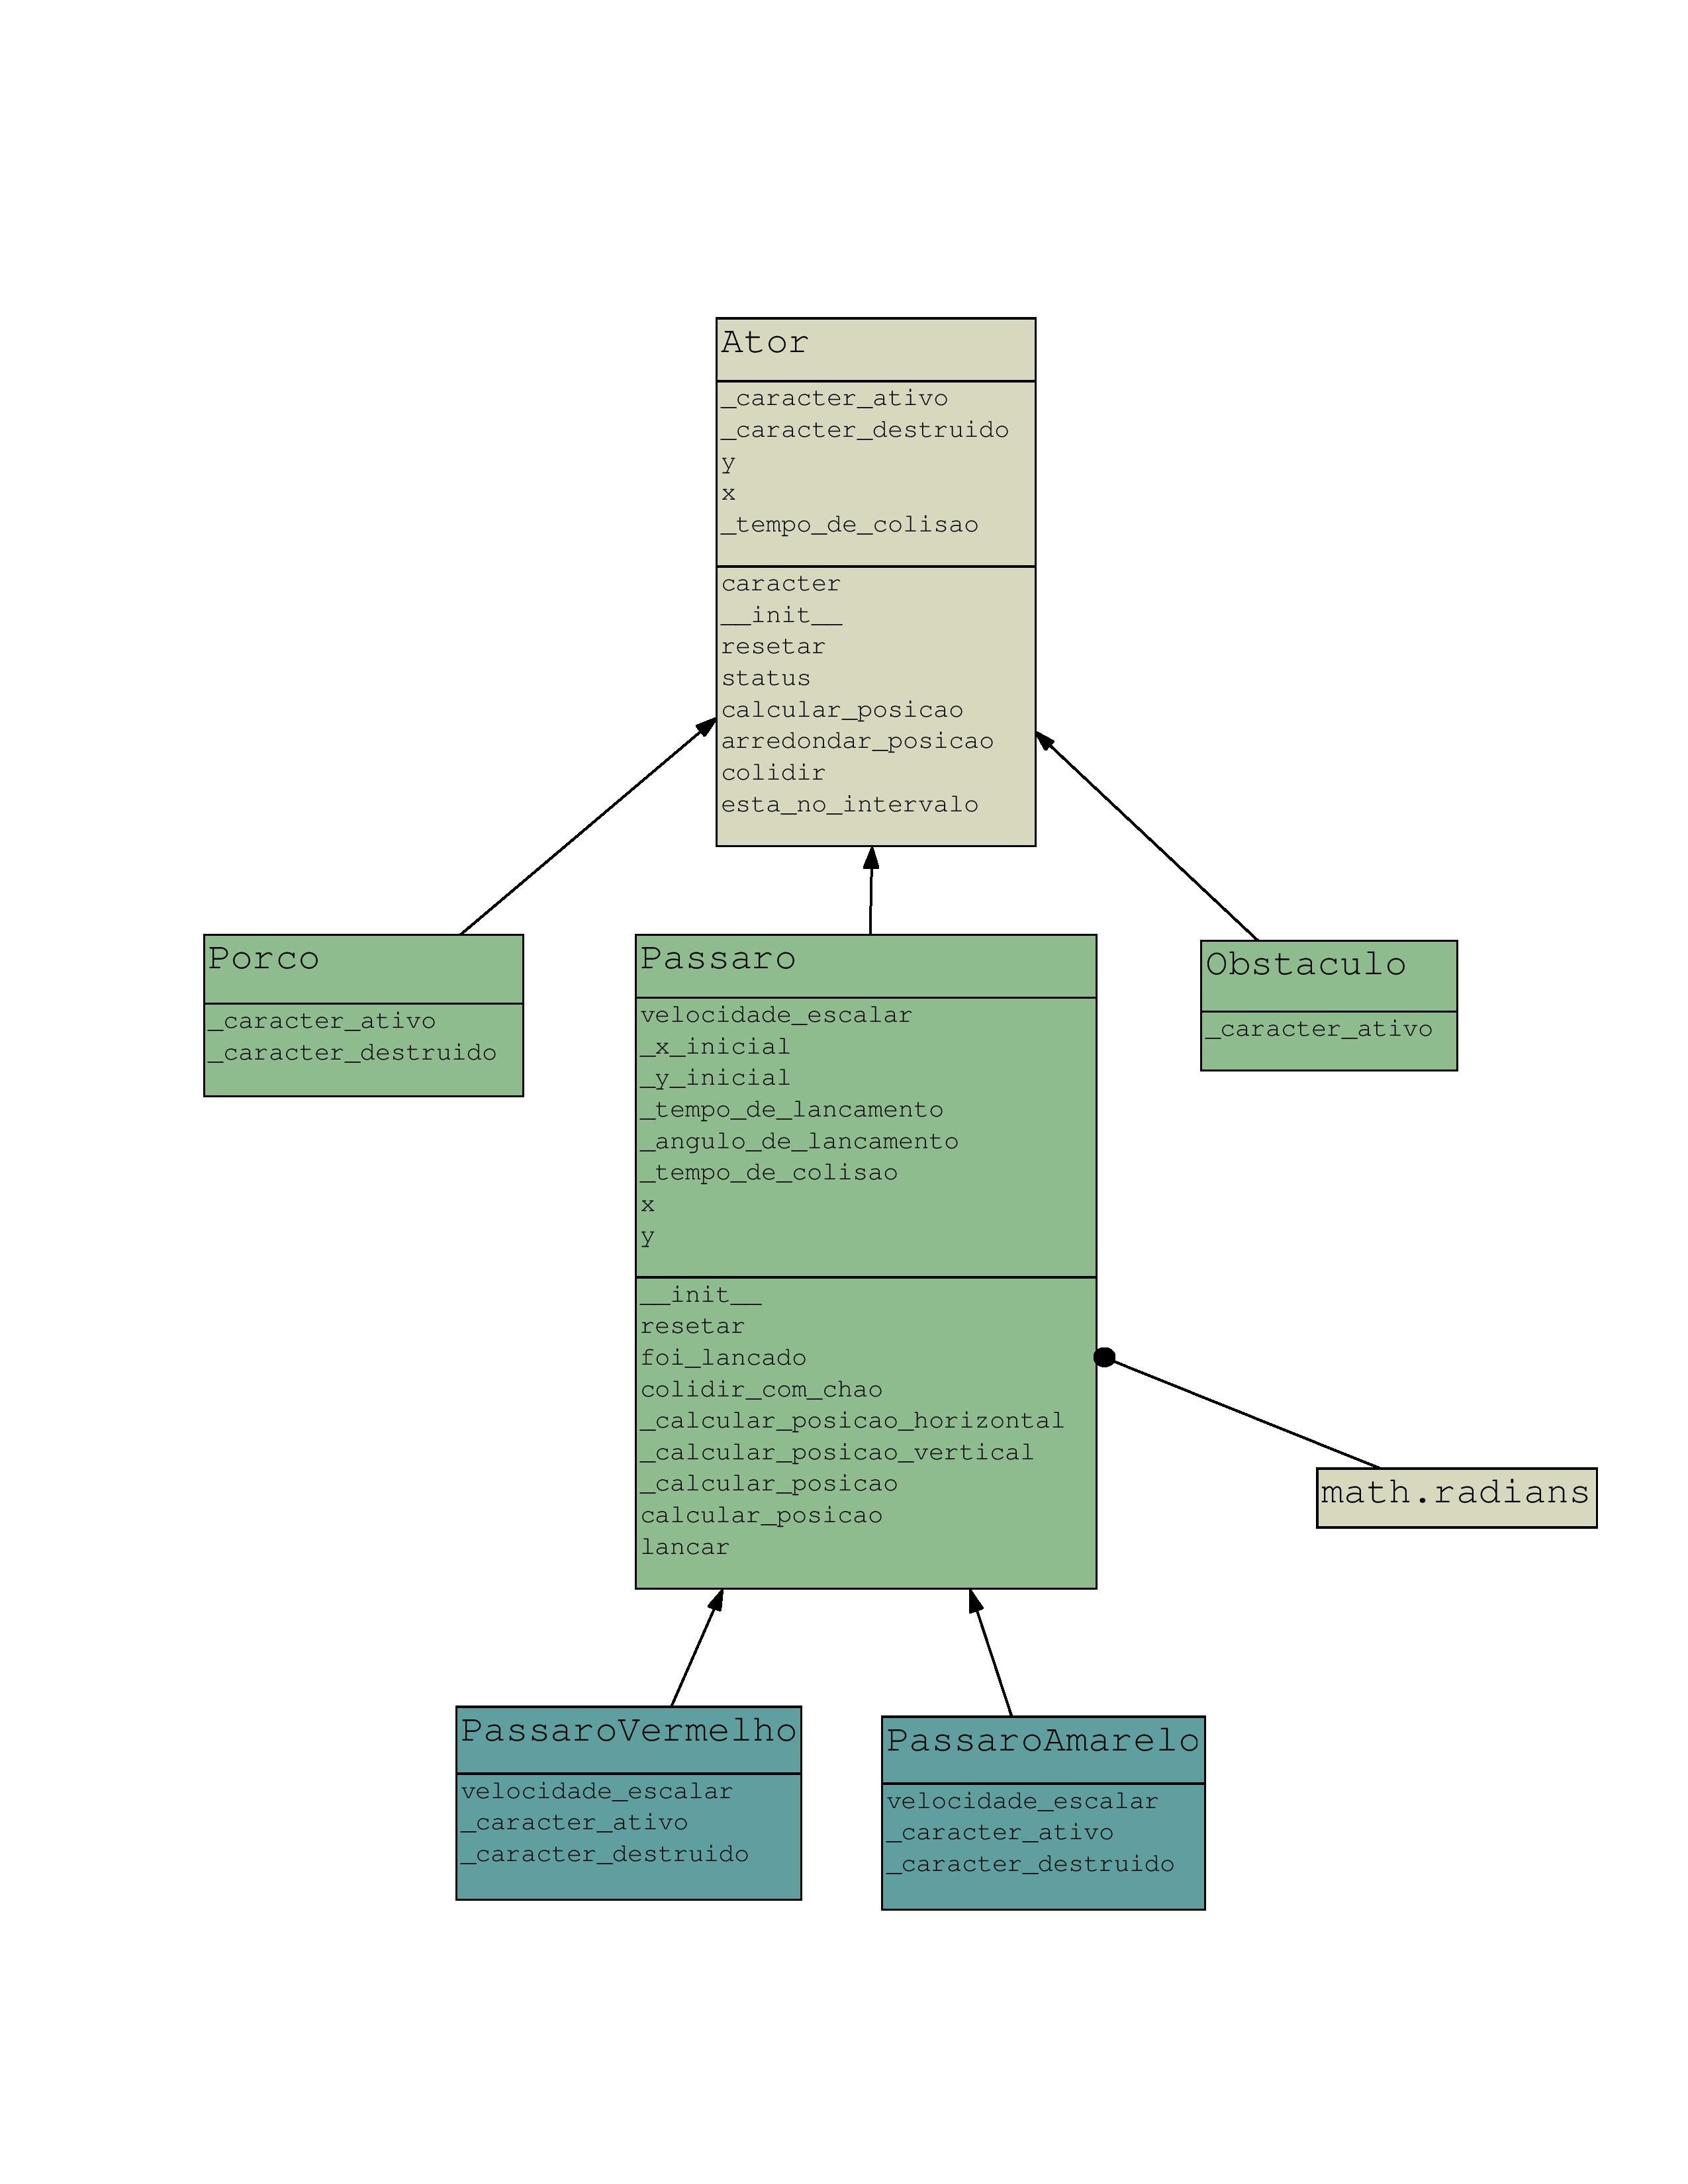 Ator
_caracter_ativo
_caracter_destruido
y
x
_tempo_de_colisao
caracter
__init__
resetar
status
calcular_posicao
arredondar_posicao
colidir
esta_no_intervalo
Porco
_caracter_ativo
_caracter_destruido
Passaro
velocidade_escalar
_x_inicial
_y_inicial
_tempo_de_lancamento
_angulo_de_lancamento
_tempo_de_colisao
x
y
__init__
resetar
foi_lancado
colidir_com_chao
_calcular_posicao_horizontal
_calcular_posicao_vertical
_calcular_posicao
calcular_posicao
lancar
Obstaculo
_caracter_ativo
math.radians
PassaroVermelho
velocidade_escalar
_caracter_ativo
_caracter_destruido
PassaroAmarelo
velocidade_escalar
_caracter_ativo
_caracter_destruido